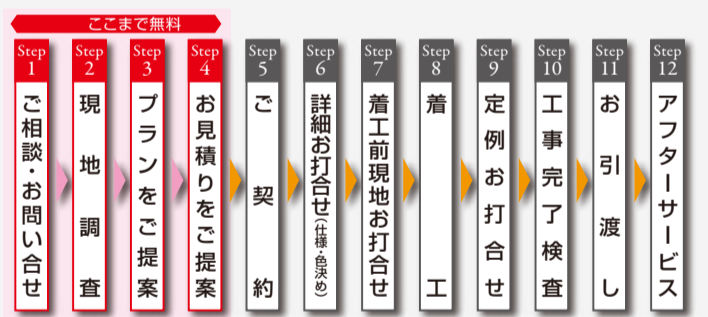 ここまで無料
Step
1
ご相談・お問い合せ
Step
2
現地調査
Step
3
プランをご提案
Step
4
お見積りをご提案
Step
5
ご契約
Step
6
詳細お打合せ(仕様・色決め)
Step
7
着工前現地お打合せ
Step
8
着工
Step
9
定例お打合せ
Step
10
工事完了検査
Step
11
お引渡し
Step
12
アフターサービス